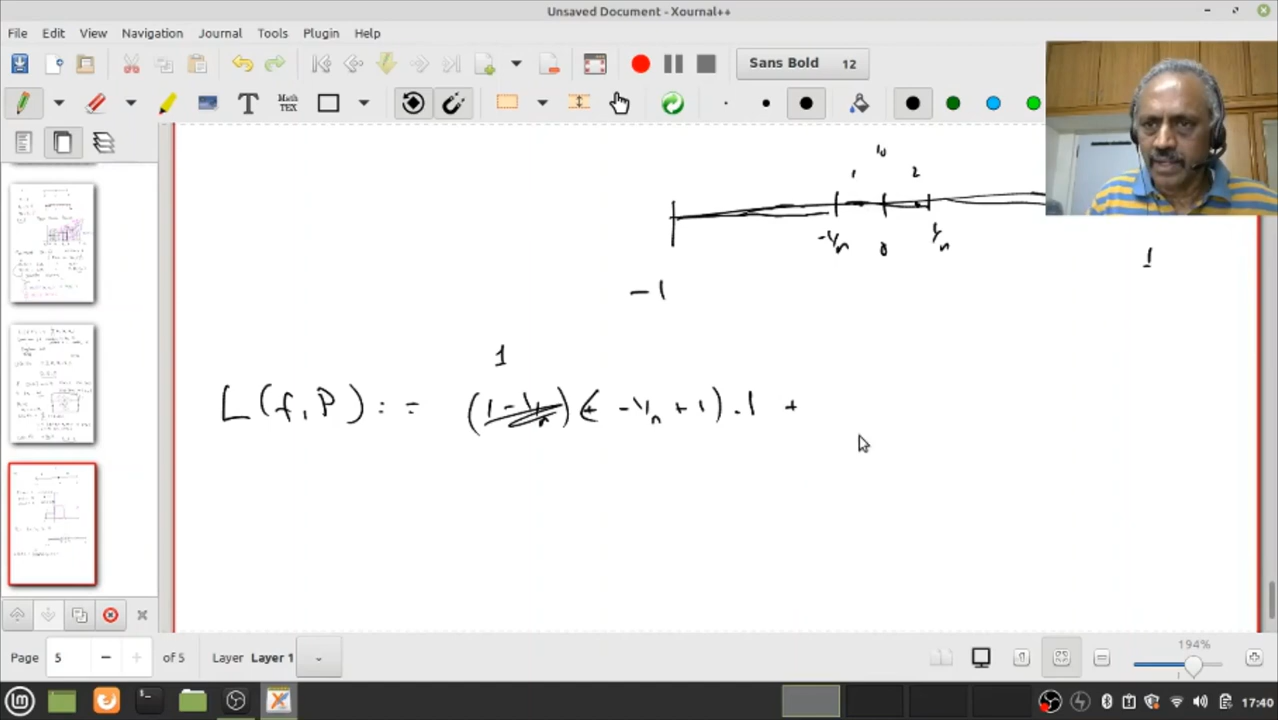 Unsaved Document - Xournal++
File Edit View Navigation Journal Tools Plugin Help
Sans Bold 12
Math TEX
10
1 2
-1/n 0 1/n
1
-1
1
L(f,P) := (1-1/n) (+ -1/n + 1) . 1 +
Page 5 of 5 Layer Layer 1
194%
17:40